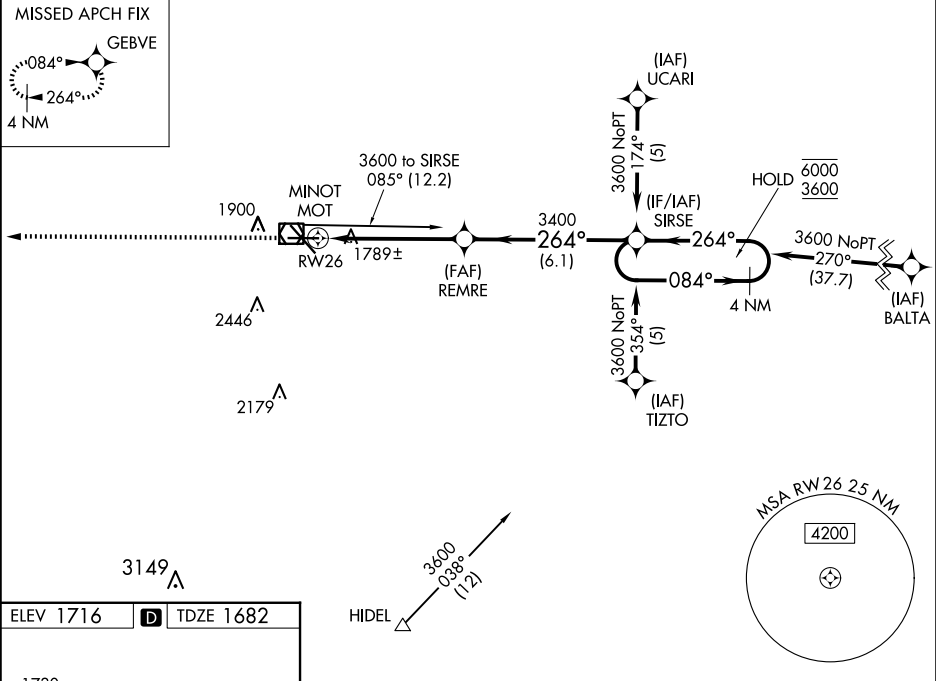 MISSED APCH FIX
GEBVE
084°
264°
4 NM
(IAF)
UCARI
3600 NoPT
174°
(5)
3600 to SIRSE
085° (12.2)
MINOT
MOT
1900
RW26
1789±
(FAF)
REMRE
3400
264°
(6.1)
(IF/IAF)
SIRSE
HOLD
6000
3600
264°
084°
4 NM
3600 NoPT
270°
(37.7)
(IAF)
BALTA
3600 NoPT
354°
(5)
(IAF)
TIZTO
2446
2179
3149
3600
038°
(12)
HIDEL
MSA RW26 25 NM
4200
ELEV 1716
D
TDZE 1682